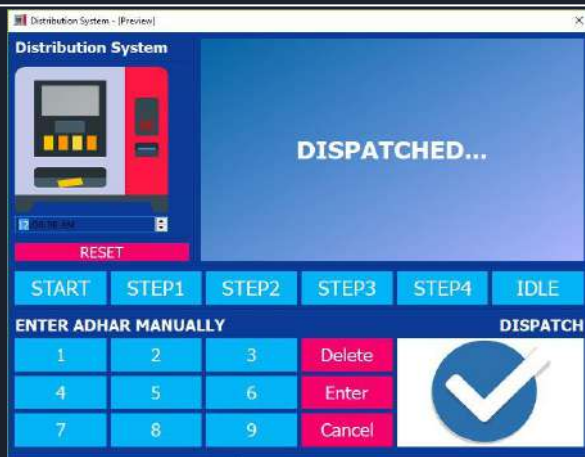 Distribution System - [Preview]
Distribution System
DISPATCHED...
RESET
START STEP1 STEP2 STEP3 STEP4 IDLE
ENTER ADHAR MANUALLY DISPATCH
1 2 3 Delete
4 5 6 Enter
7 8 9 Cancel